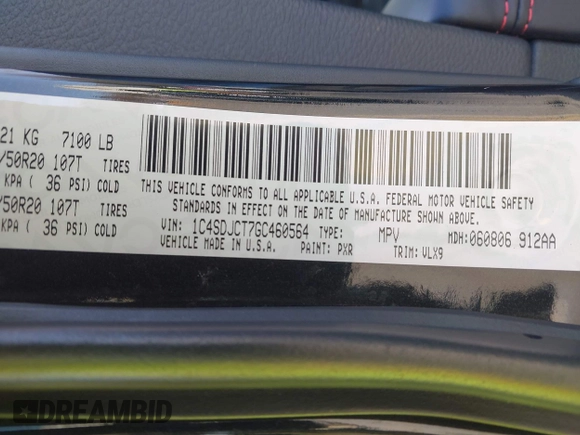 21 KG 7100 LB
/50R20 107T TIRES
KPA ( 36 PSI) COLD
/50R20 107T TIRES
KPA ( 36 PSI) COLD
THIS VEHICLE CONFORMS TO ALL APPLICABLE U.S.A. FEDERAL MOTOR VEHICLE SAFETY
STANDARDS IN EFFECT ON THE DATE OF MANUFACTURE SHOWN ABOVE.
VIN: 1C4SDJCT7GC460564 TYPE: MPV MDH:060806 912AA
VEHICLE MADE IN U.S.A. PAINT: PXR TRIM: VLX9
DREAMBID